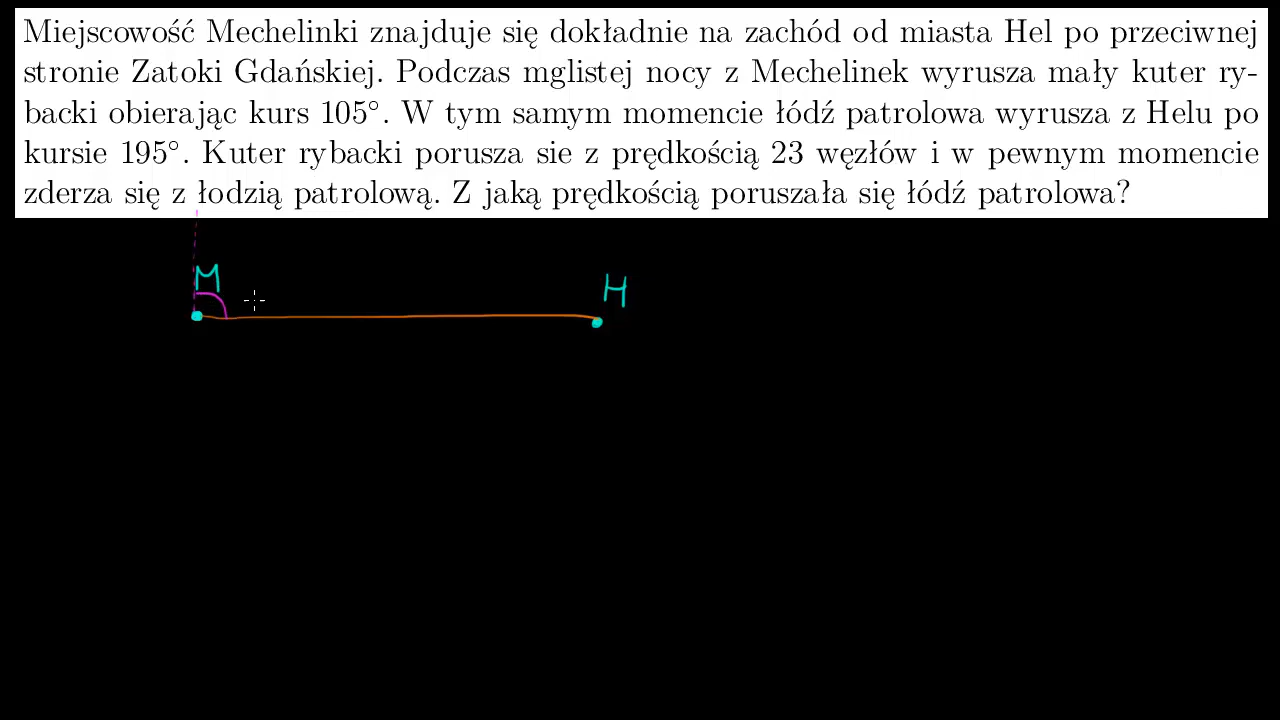 Miejscowość Mechelinki znajduje się dokładnie na zachód od miasta Hel po przeciwnej
stronie Zatoki Gdańskiej. Podczas mglistej nocy z Mechelinek wyrusza mały kuter ry-
backi obierając kurs 105°. W tym samym momencie łódź patrolowa wyrusza z Helu po
kursie 195°. Kuter rybacki porusza sie z prędkością 23 węzłów i w pewnym momencie
zderza się z łodzią patrolową. Z jaką prędkością poruszała się łódź patrolowa?
M
H